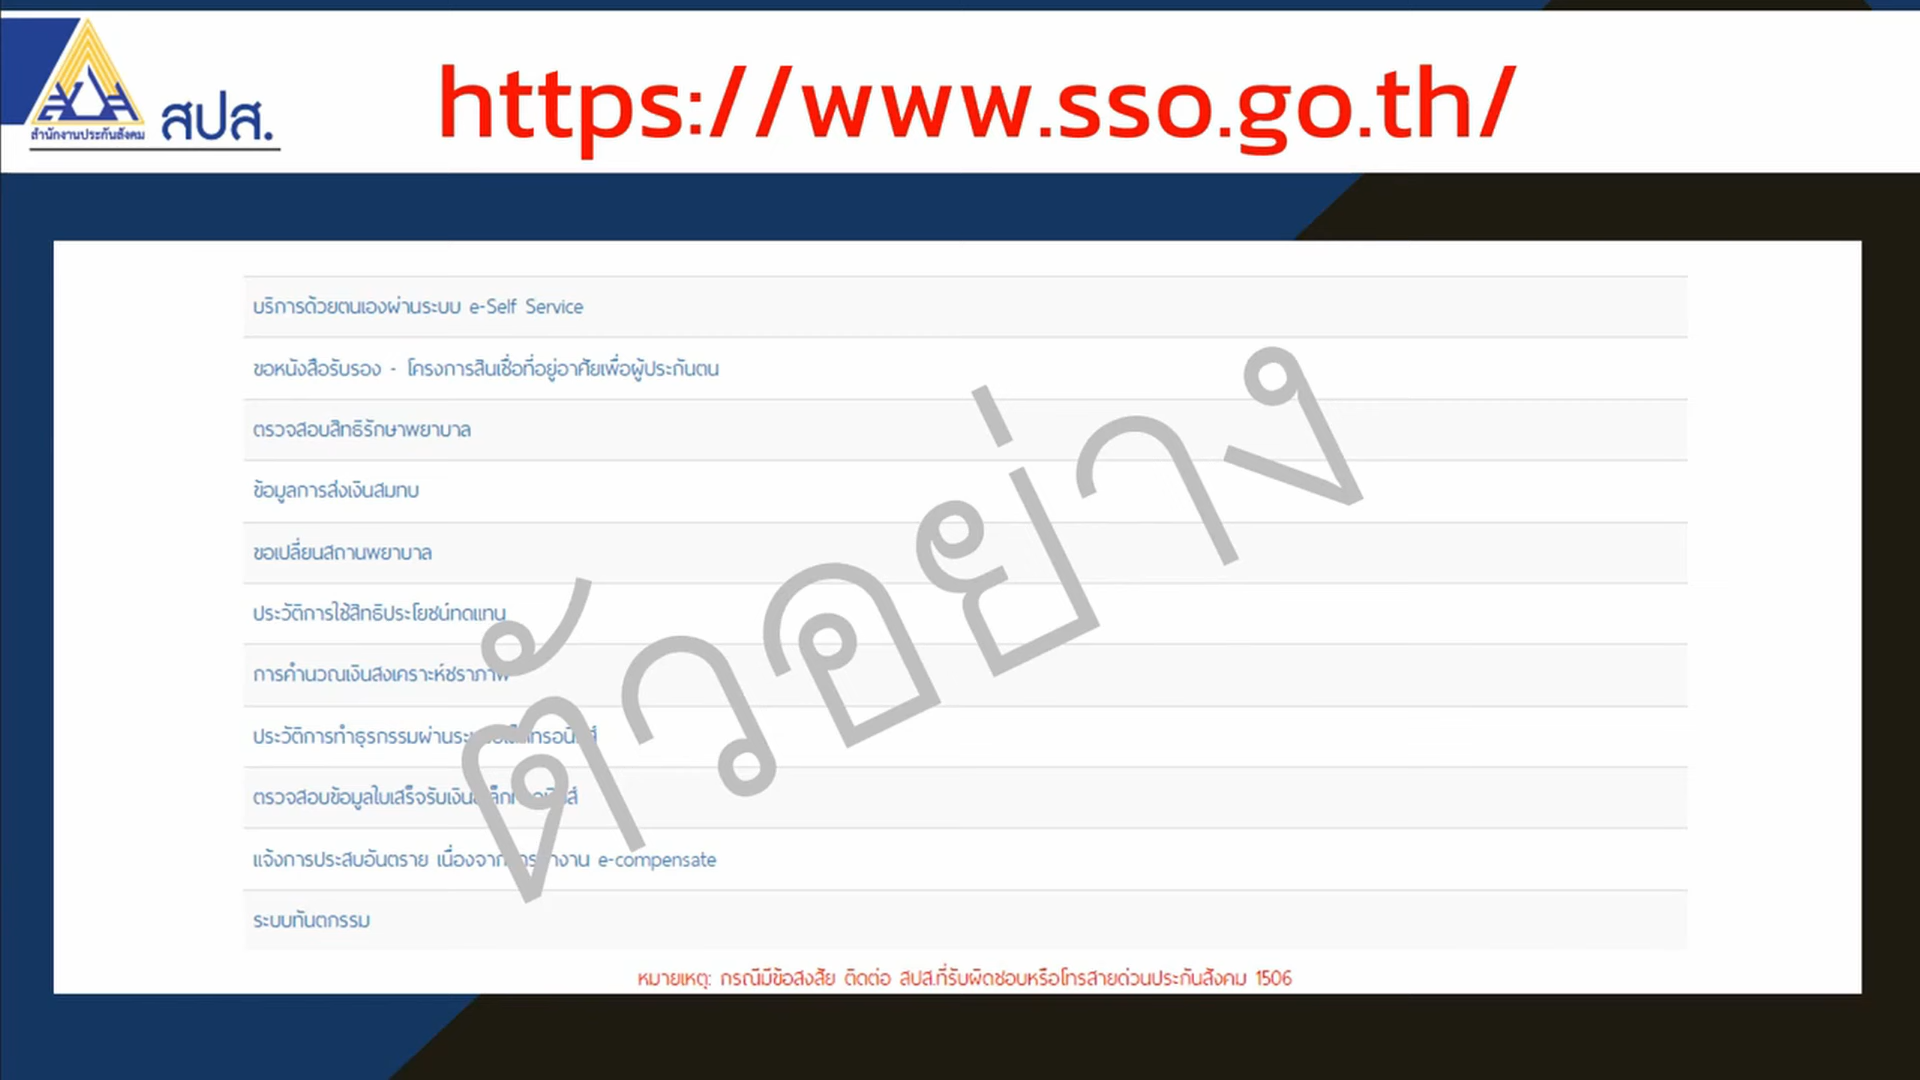 https://www.sso.go.th/
สปส
สำนักงานประกันสังคม
สปส.
บริการด้วยตนเองผ่านระบบ e-Self Service
ขอหนังสือรับรอง - โครงการสินเชื่อที่อยู่อาศัยเพื่อผู้ประกันตน
ตรวจสอบสิทธิรักษาพยาบาล
ข้อมูลการส่งเงินสมทบ
ขอเปลี่ยนสถานพยาบาล
ประวัติการใช้สิทธิประโยชน์ทดแทน
การคำนวณเงินสงเคราะห์ชราภาพ
ประวัติการทำธุรกรรมผ่านระบบอิเล็กทรอนิกส์
ตรวจสอบข้อมูลใบเสร็จรับเงินอิเล็กทรอนิกส์
แจ้งการประสบอันตราย เนื่องจากการทำงาน e-compensate
ระบบทันตกรรม
ตัวอย่าง
หมายเหตุ: กรณีมีข้อสงสัย ติดต่อ สปส.ที่รับผิดชอบหรือโทรสายด่วนประกันสังคม 1506